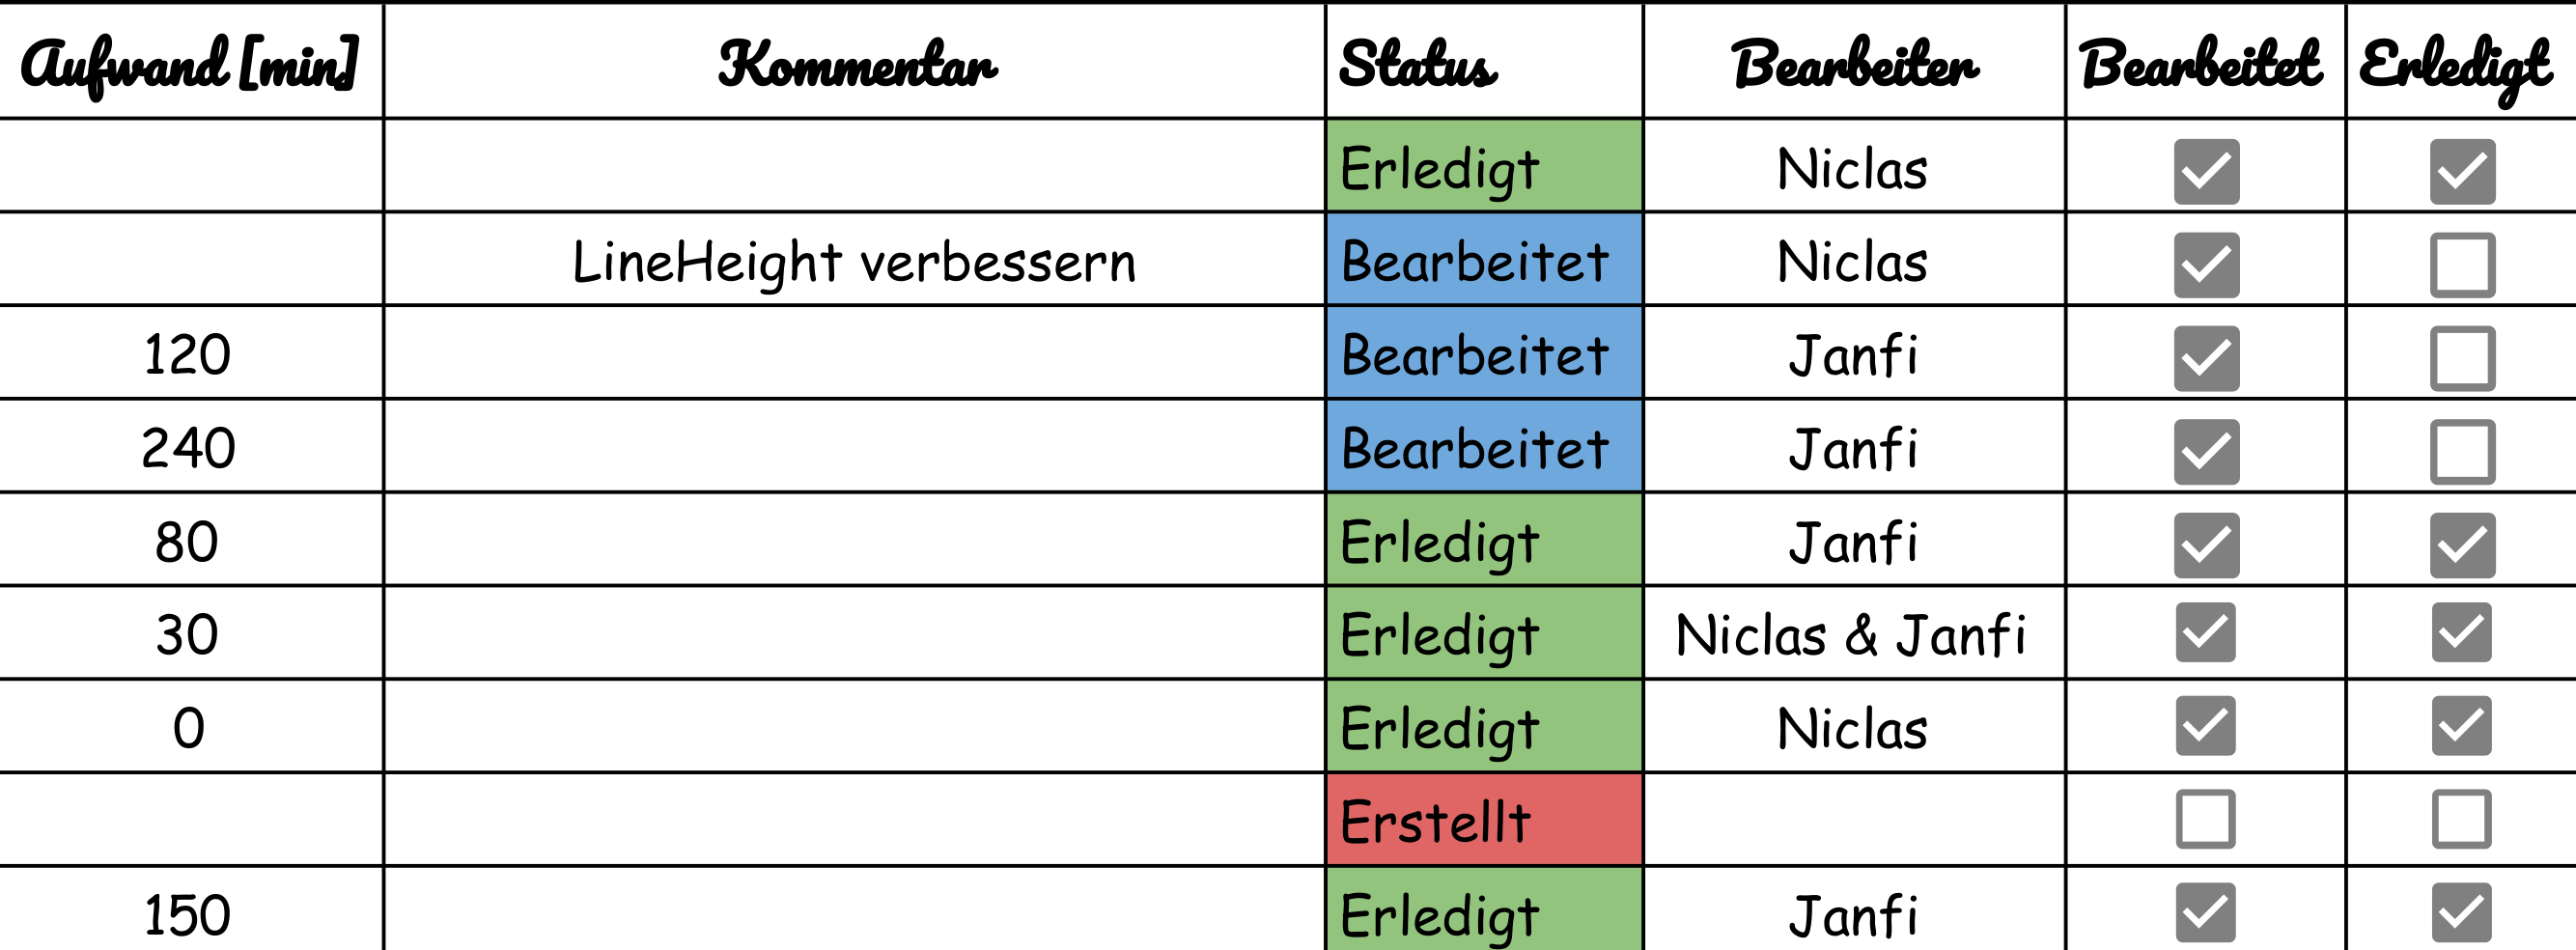 Aufwand [min] Kommentar Status Bearbeiter Bearbeitet Erledigt
Erledigt Niclas
LineHeight verbessern Bearbeitet Niclas
120 Bearbeitet Janfi
240 Bearbeitet Janfi
80 Erledigt Janfi
30 Erledigt Niclas & Janfi
0 Erledigt Niclas
Erstellt
150 Erledigt Janfi